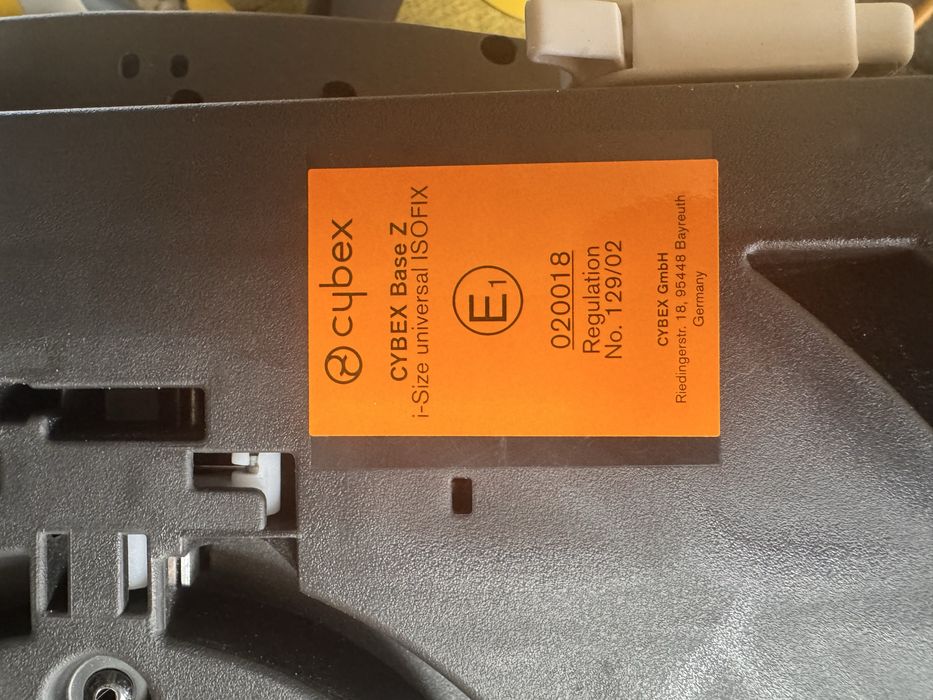 cybex
CYBEX Base Z
i-Size universal ISOFIX
E1
020018
Regulation
No. 129/02
CYBEX GmbH
Riedingerstr. 18, 95448 Bayreuth
Germany